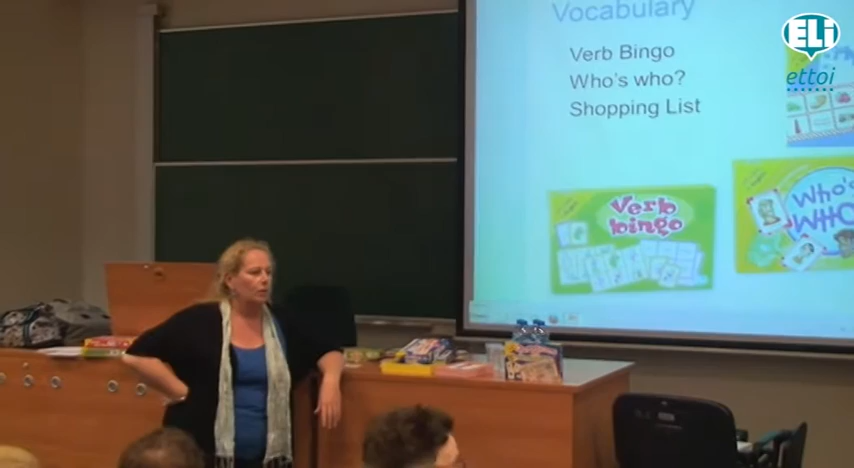 Vocabulary
Verb Bingo
Who's who?
Shopping List
ELi
ettoi
Verb
bingo
Who's
WHO